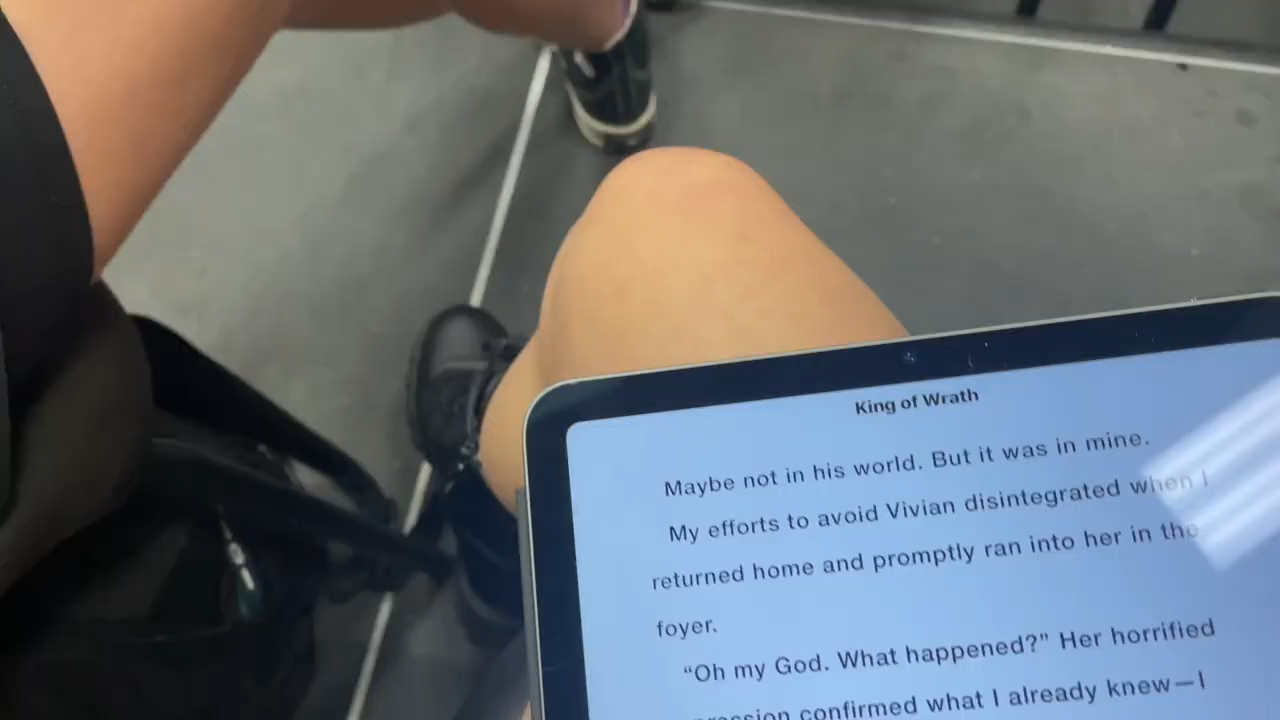 King of Wrath
Maybe not in his world. But it was in mine.
My efforts to avoid Vivian disintegrated when I
returned home and promptly ran into her in the
foyer.
“Oh my God. What happened?” Her horrified
confirmed what I already knew—I